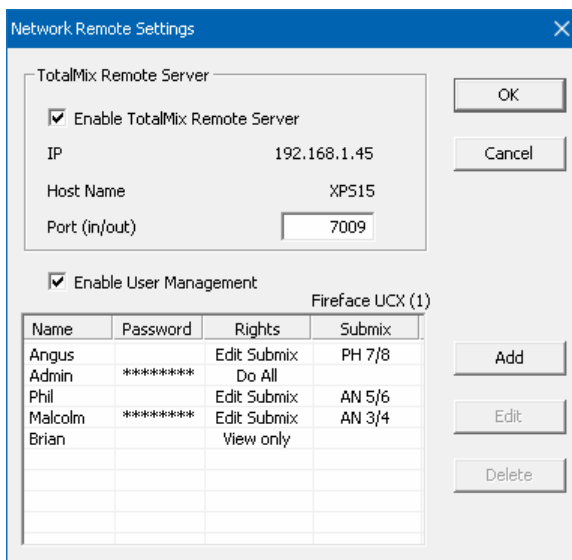 Network Remote Settings
TotalMix Remote Server
OK
Enable TotalMix Remote Server
IP 192.168.1.45
Cancel
Host Name XPS15
Port (in/out) 7009
Enable User Management
Fireface UCX (1)
Name Password Rights Submix
Angus Edit Submix PH 7/8
Add
Admin ******** Do All
Phil Edit Submix AN 5/6
Malcolm ******** Edit Submix AN 3/4
Edit
Brian View only
Delete